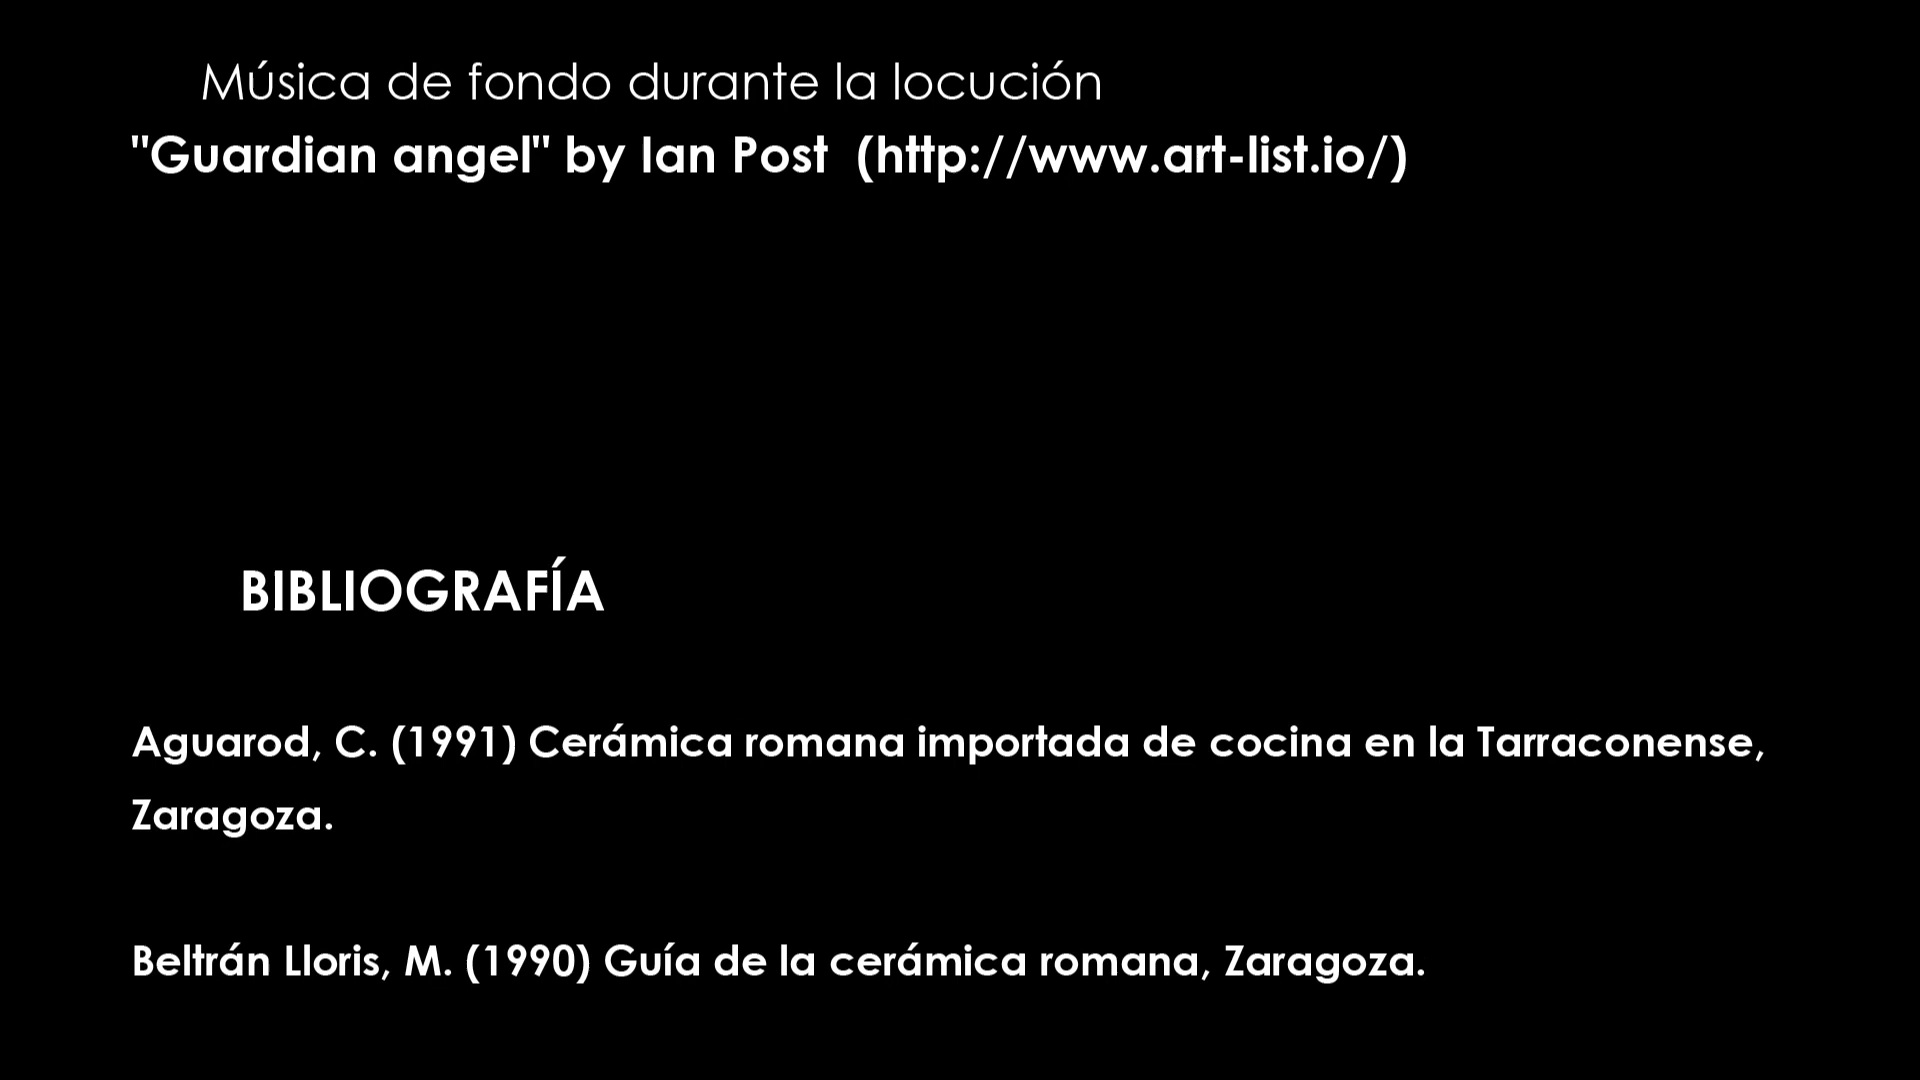 Música de fondo durante la locución
"Guardian angel" by Ian Post  (http://www.art-list.io/)
BIBLIOGRAFÍA
Aguarod, C. (1991) Cerámica romana importada de cocina en la Tarraconense,
Zaragoza.
Beltrán Lloris, M. (1990) Guía de la cerámica romana, Zaragoza.